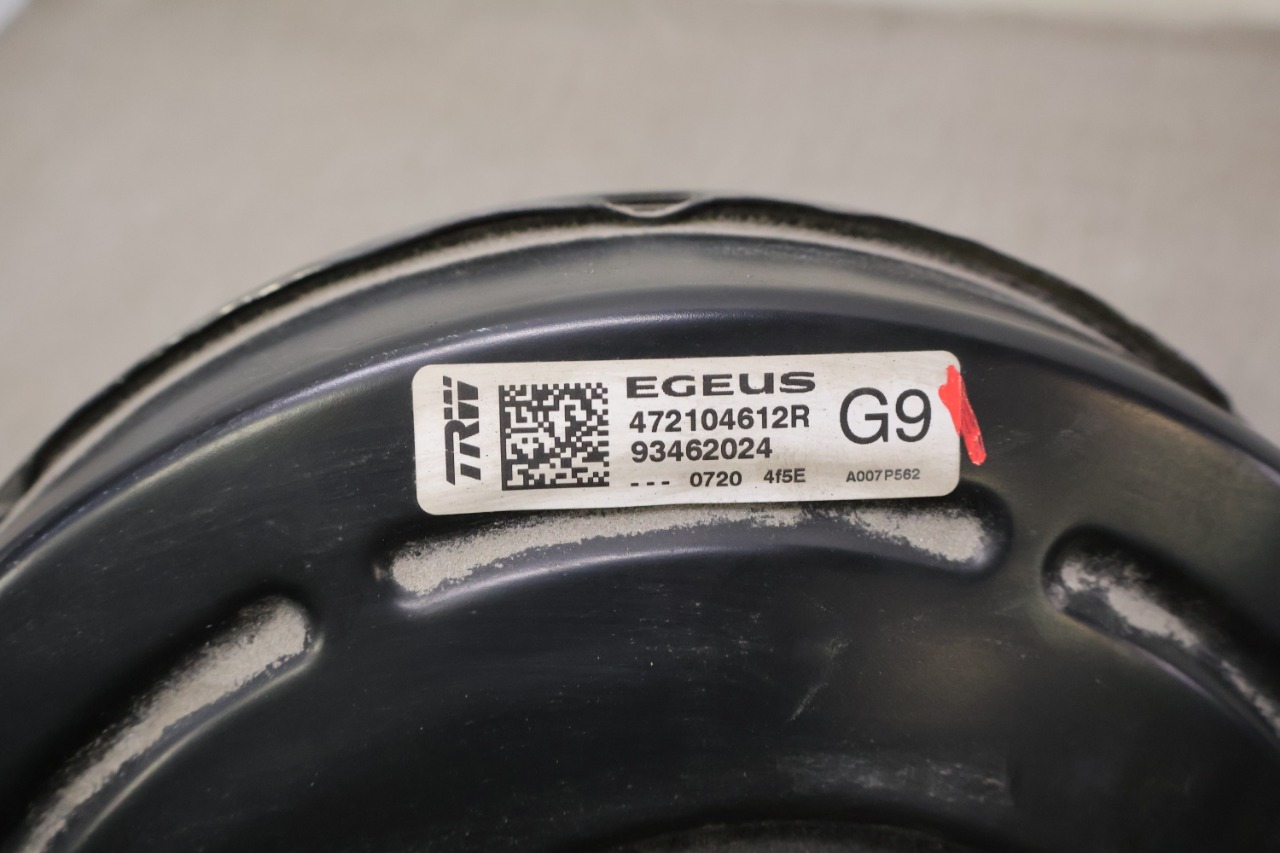 TRW
EGEUS
472104612R
93462024
--- 0720 4f5E
G9
A007P562